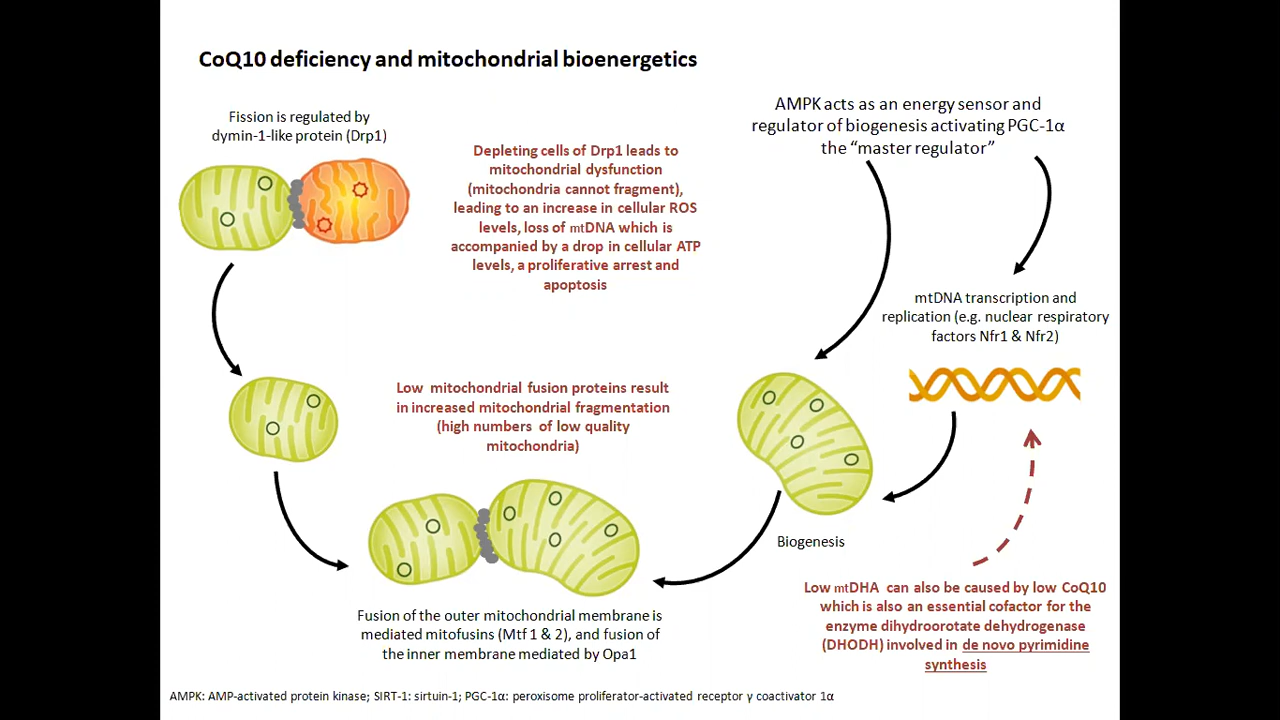 CoQ10 deficiency and mitochondrial bioenergetics
Fission is regulated by
dymin-1-like protein (Drp1)
Depleting cells of Drp1 leads to
mitochondrial dysfunction
(mitochondria cannot fragment),
leading to an increase in cellular ROS
levels, loss of mtDNA which is
accompanied by a drop in cellular ATP
levels, a proliferative arrest and
apoptosis
AMPK acts as an energy sensor and
regulator of biogenesis activating PGC-1α
the “master regulator”
mtDNA transcription and
replication (e.g. nuclear respiratory
factors Nfr1 & Nfr2)
Low mitochondrial fusion proteins result
in increased mitochondrial fragmentation
(high numbers of low quality
mitochondria)
Biogenesis
Fusion of the outer mitochondrial membrane is
mediated mitofusins (Mtf 1 & 2), and fusion of
the inner membrane mediated by Opa1
Low mtDHA can also be caused by low CoQ10
which is also an essential cofactor for the
enzyme dihydroorotate dehydrogenase
(DHODH) involved in de novo pyrimidine
synthesis
AMPK: AMP-activated protein kinase; SIRT-1: sirtuin-1; PGC-1α: peroxisome proliferator-activated receptor γ coactivator 1α